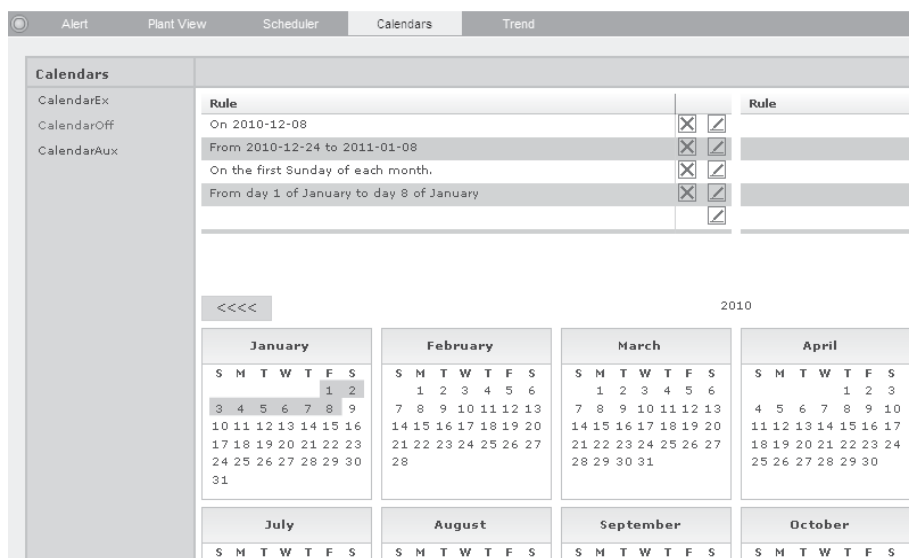 Alert Plant View Scheduler Calendars Trend
Calendars
CalendarEx
CalendarOff
CalendarAux
Rule
On 2010-12-08
From 2010-12-24 to 2011-01-08
On the first Sunday of each month.
From day 1 of January to day 8 of January
Rule
<<<<
2010
January
S M T W T F S
1 2
3 4 5 6 7 8 9
10 11 12 13 14 15 16
17 18 19 20 21 22 23
24 25 26 27 28 29 30
31
February
S M T W T F S
1 2 3 4 5 6
7 8 9 10 11 12 13
14 15 16 17 18 19 20
21 22 23 24 25 26 27
28
March
S M T W T F S
1 2 3 4 5 6
7 8 9 10 11 12 13
14 15 16 17 18 19 20
21 22 23 24 25 26 27
28 29 30 31
April
S M T W T F S
1 2 3
4 5 6 7 8 9 10
11 12 13 14 15 16 17
18 19 20 21 22 23 24
25 26 27 28 29 30
July
S M T W T F S
August
S M T W T F S
September
S M T W T F S
October
S M T W T F S